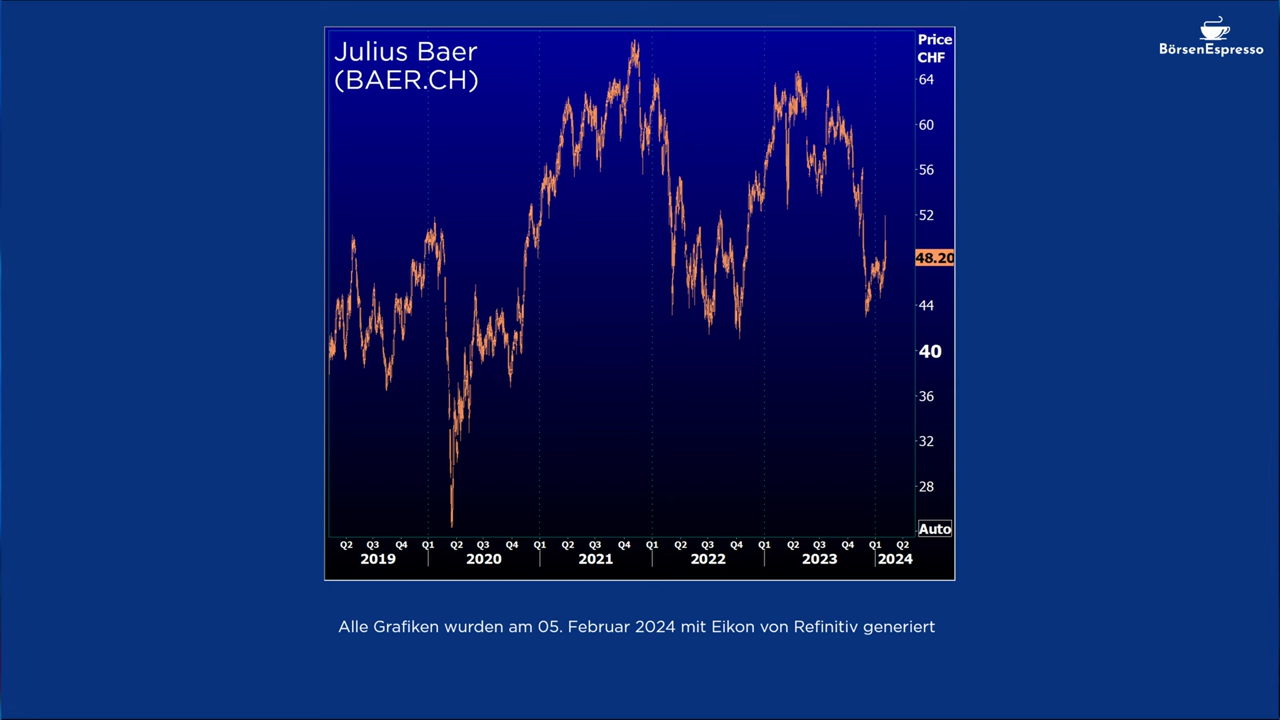 BörsenEspresso
Julius Baer
(BAER.CH)
Price
CHF
64
60
56
52
48.20
44
40
36
32
28
Auto
Q2 Q3 Q4 Q1 Q2 Q3 Q4 Q1 Q2 Q3 Q4 Q1 Q2 Q3 Q4 Q1 Q2 Q3 Q4 Q1 Q2
2019 2020 2021 2022 2023 2024
Alle Grafiken wurden am 05. Februar 2024 mit Eikon von Refinitiv generiert